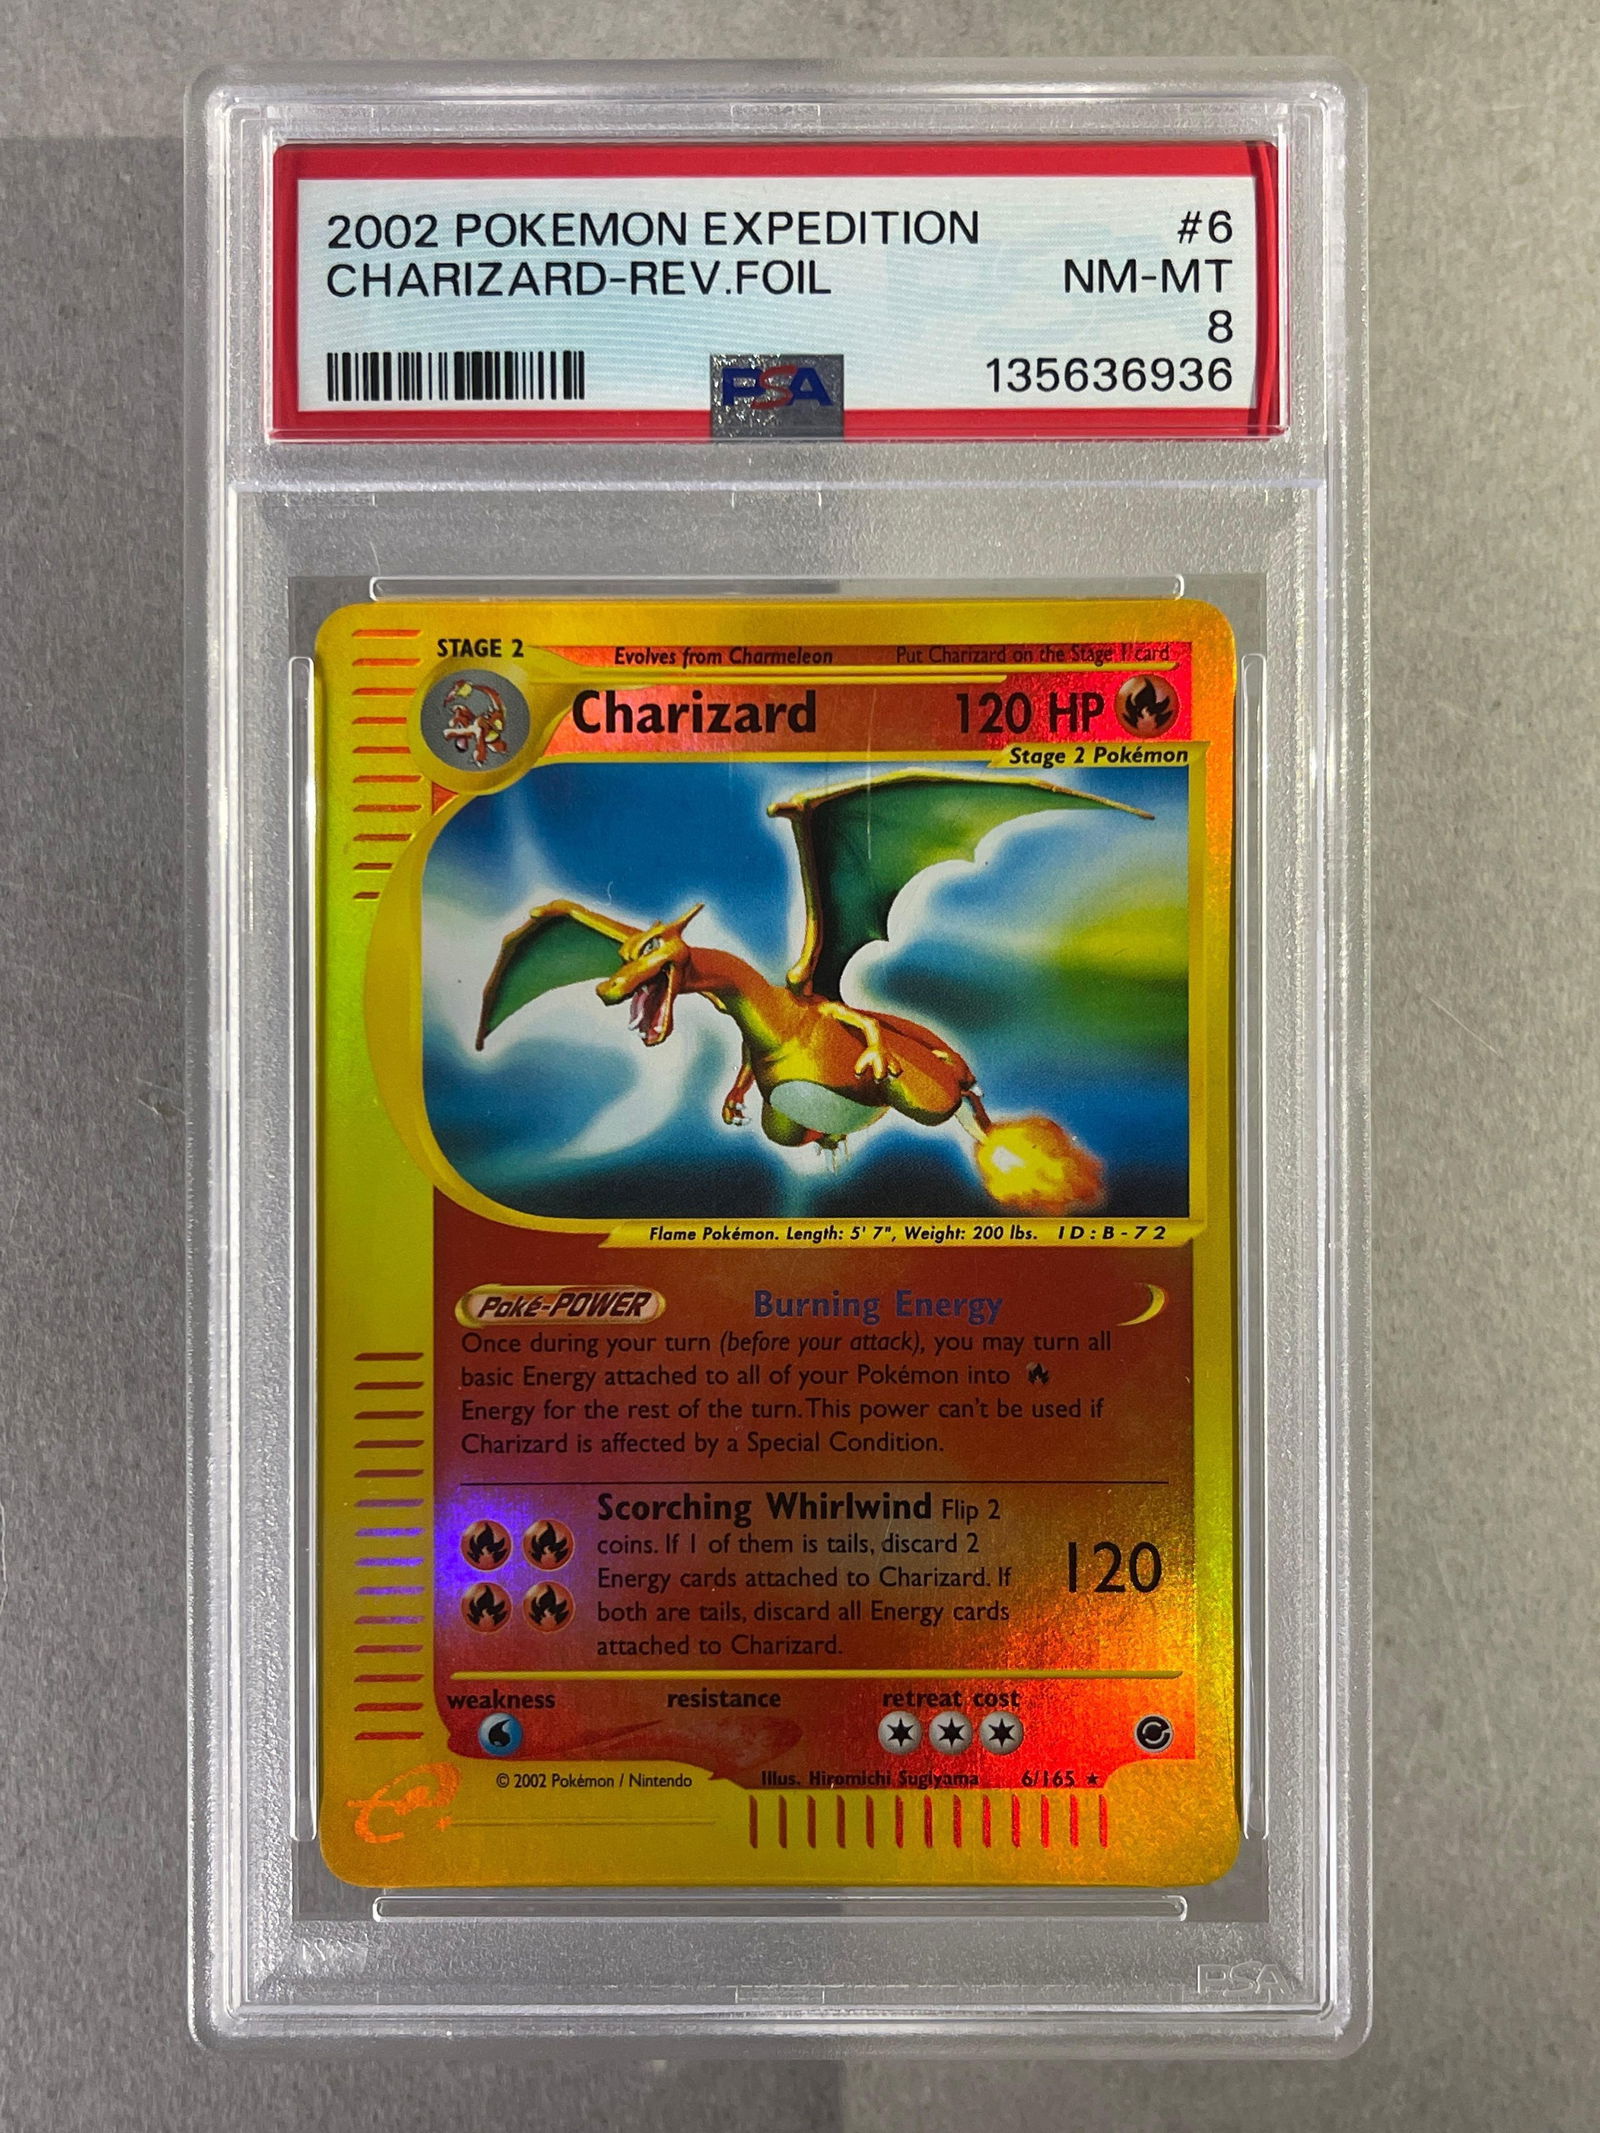 2002 POKEMON EXPEDITION #6
CHARIZARD-REV.FOIL NM-MT
8
PSA 135636936
STAGE 2 Evolves from Charmeleon Put Charizard on the Stage 1 card
Charizard 120 HP
Stage 2 Pokémon
Flame Pokémon. Length: 5' 7", Weight: 200 lbs. ID:B-72
Poké-POWER Burning Energy
Once during your turn (before your attack), you may turn all
basic Energy attached to all of your Pokémon into
Energy for the rest of the turn. This power can't be used if
Charizard is affected by a Special Condition.
Scorching Whirlwind Flip 2
coins. If 1 of them is tails, discard 2
Energy cards attached to Charizard. If
both are tails, discard all Energy cards
attached to Charizard.
120
weakness resistance retreat cost
© 2002 Pokémon / Nintendo Illus. Hiromichi Sugiyama 6/165 ★
e
PSA